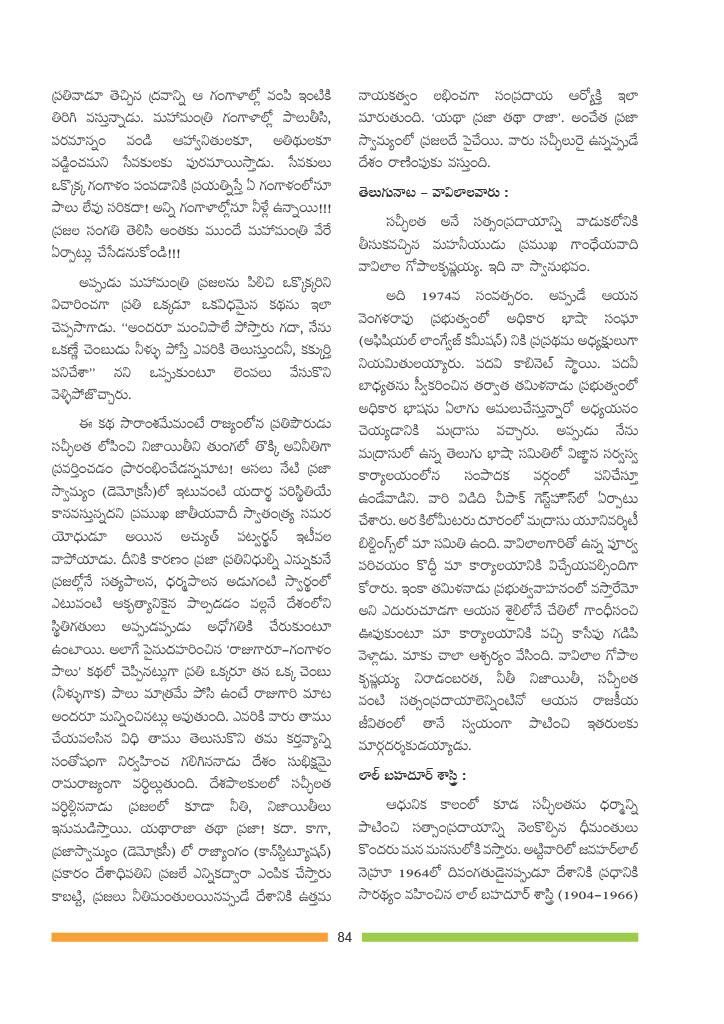 ప్రతివాడూ తెచ్చిన ద్రవాన్ని ఆ గంగాళాల్లో వంపి ఇంటికి
తిరిగి వస్తున్నాడు. మహామంత్రి గంగాళాల్లో పాలుతీసి,
పరమాన్నం వండి ఆహ్వానితులకూ, అతిథులకూ
వడ్డించమని సేవకులకు పురమాయిస్తాడు. సేవకులు
ఒక్కొక్క గంగాళం పంపడానికి ప్రయత్నిస్తే ఏ గంగాళంలోనూ
పాలు లేవు సరికదా! అన్ని గంగాళాల్లోనూ నీళ్లే ఉన్నాయి!!!
ప్రజల సంగతి తెలిసి అంతకు ముందే మహామంత్రి వేరే
ఏర్పాట్లు చేసేడనుకోండి!!!
అప్పుడు మహామంత్రి ప్రజలను పిలిచి ఒక్కొక్కరిని
విచారించగా ప్రతి ఒక్కడూ ఒకవిధమైన కథను ఇలా
చెప్పసాగాడు. "అందరూ మంచిపాలే పోస్తారు గదా, నేను
ఒకణ్ణే చెంబుడు నీళ్ళు పోస్తే ఎవరికి తెలుస్తుందనీ, కక్కుర్తి
పనిచేశా" నని ఒప్పుకుంటూ లెంపలు వేసుకొని
వెళ్ళిపోజొచ్చారు.
ఈ కథ సారాంశమేమంటే రాజ్యంలోన ప్రతిపౌరుడు
సచ్ఛీలత లోపించి నిజాయితీని తుంగలో తొక్కి అవినీతిగా
ప్రవర్తించడం ప్రారంభించేడన్నమాట! అసలు నేటి ప్రజా
స్వామ్యం (డెమోక్రసీ)లో ఇటువంటి యదార్థ పరిస్థితియే
కానవస్తున్నదని ప్రముఖ జాతీయవాదీ స్వాతంత్ర్య సమర
యోధుడూ అయిన అచ్యుత్ పట్వర్థన్ ఇటీవల
వాపోయాడు. దీనికి కారణం ప్రజా ప్రతినిధుల్ని ఎన్నుకునే
ప్రజల్లోనే సత్యపాలన, ధర్మపాలన అడుగంటి స్వార్థంలో
ఎటువంటి ఆకృత్యానికైన పాల్పడడం వల్లనే దేశంలోని
స్థితిగతులు అప్పుడప్పుడు అధోగతికి చేరుకుంటూ
ఉంటాయి. అలాగే పైనుదహరించిన 'రాజుగారూ-గంగాళం
పాలు' కథలో చెప్పినట్లుగా ప్రతి ఒక్కరూ తన ఒక్క చెంబు
(నీళ్ళుగాక) పాలు మాత్రమే పోసి ఉంటే రాజుగారి మాట
అందరూ మన్నించినట్లు అవుతుంది. ఎవరికి వారు తాము
చేయవలసిన విధి తాము తెలుసుకొని తమ కర్తవ్యాన్ని
సంతోషంగా నిర్వహించ గలిగిననాడు దేశం సుభిక్షమై
రామరాజ్యంగా వర్థిల్లుతుంది. దేశపాలకులలో సచ్ఛీలత
వర్థిల్లిననాడు ప్రజలలో కూడా నీతి, నిజాయితీలు
ఇనుమడిస్తాయి. యథారాజా తథా ప్రజా! కదా. కాగా,
ప్రజాస్వామ్యం (డెమోక్రసీ) లో రాజ్యాంగం (కాన్‌స్టిట్యూషన్)
ప్రకారం దేశాధిపతిని ప్రజలే ఎన్నికద్వారా ఎంపిక చేస్తారు
కాబట్టి, ప్రజలు నీతిమంతులయినప్పుడే దేశానికి ఉత్తమ
నాయకత్వం లభించగా సంప్రదాయ ఆర్యోక్తి ఇలా
మారుతుంది. 'యథా ప్రజా తథా రాజా'. అంచేత ప్రజా
స్వామ్యంలో ప్రజలదే పైచేయి. వారు సచ్ఛీలురై ఉన్నప్పుడే
దేశం రాణింపుకు వస్తుంది.
తెలుగునాట - వావిలాలవారు :
సచ్ఛీలత అనే సత్సంప్రదాయాన్ని వాడుకలోనికి
తీసుకవచ్చిన మహనీయుడు ప్రముఖ గాంధేయవాది
వావిలాల గోపాలకృష్ణయ్య. ఇది నా స్వానుభవం.
అది 1974వ సంవత్సరం. అప్పుడే ఆయన
వెంగళరావు ప్రభుత్వంలో అధికార భాషా సంఘా
(అఫిషియల్ లాంగ్వేజ్ కమీషన్) నికి ప్రప్రథమ అధ్యక్షులుగా
నియమితులయ్యారు. పదవి కాబినెట్ స్థాయి. పదవీ
బాధ్యతను స్వీకరించిన తర్వాత తమిళనాడు ప్రభుత్వంలో
అధికార భాషను ఏలాగు అమలుచేస్తున్నారో అధ్యయనం
చెయ్యడానికి మద్రాసు వచ్చారు. అప్పుడు నేను
మద్రాసులో ఉన్న తెలుగు భాషా సమితిలో విజ్ఞాన సర్వస్వ
కార్యాలయంలోన సంపాదక వర్గంలో పనిచేస్తూ
ఉండేవాడిని. వారి విడిది చీపాక్ గెస్ట్‌హౌస్‌లో ఏర్పాటు
చేశారు. అర కిలోమీటరు దూరంలో మద్రాసు యూనివర్శిటీ
బిల్డింగ్స్‌లో మా సమితి ఉంది. వావిలాలగారితో ఉన్న పూర్వ
పరిచయం కొద్దీ మా కార్యాలయానికి విచ్చేయవల్సిందిగా
కోరారు. ఇంకా తమిళనాడు ప్రభుత్వవాహనంలో వస్తారేమో
అని ఎదురుచూడగా ఆయన శైలిలోనే చేతిలో గాంధీసంచి
ఊపుకుంటూ మా కార్యాలయానికి వచ్చి కాసేపు గడిపి
వెళ్లాడు. మాకు చాలా ఆశ్చర్యం వేసింది. వావిలాల గోపాల
కృష్ణయ్య నిరాడంబరత, నీతీ నిజాయితీ, సచ్ఛీలత
వంటి సత్సంప్రదాయాలెన్నింటినో ఆయన రాజకీయ
జీవితంలో తానే స్వయంగా పాటించి ఇతరులకు
మార్గదర్శకుడయ్యాడు.
లాల్ బహదూర్ శాస్త్రి :
ఆధునిక కాలంలో కూడ సచ్ఛీలతను ధర్మాన్ని
పాటించి సత్సాంప్రదాయాన్ని నెలకొల్పిన ధీమంతులు
కొందరు మన మనసులోకి వస్తారు. అట్టివారిలో జవహర్‌లాల్
నెహ్రూ 1964లో దివంగతుడైనప్పుడూ దేశానికి ప్రధానికి
సారథ్యం వహించిన లాల్ బహదూర్ శాస్త్రి (1904-1966)
84